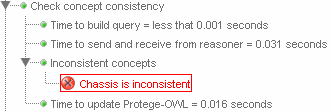 Check concept consistency
Time to build query = less that 0.001 seconds
Time to send and receive from reasoner = 0.031 seconds
Inconsistent concepts
Chassis is inconsistent
Time to update Protege-OWL = 0.016 seconds